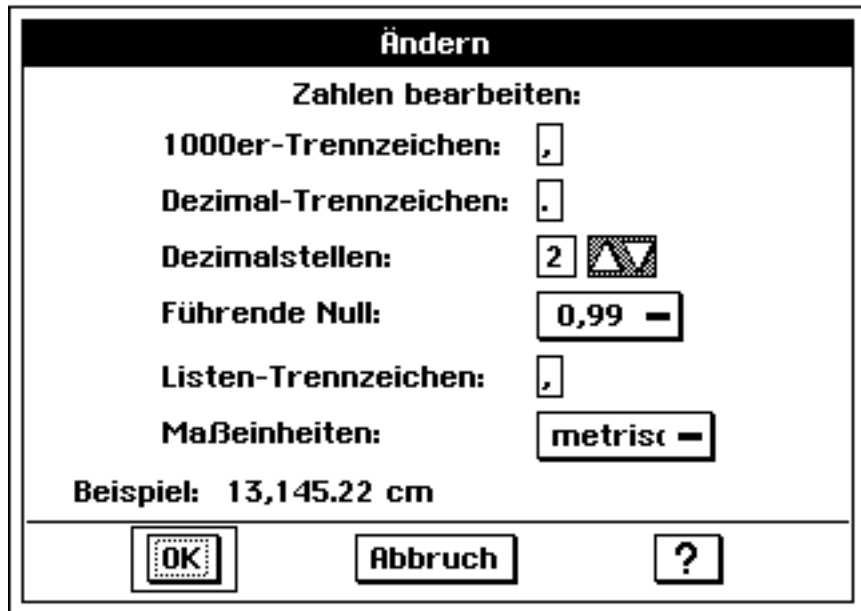 Ändern
Zahlen bearbeiten:
1000er-Trennzeichen: ,
Dezimal-Trennzeichen: .
Dezimalstellen: 2
Führende Null: 0,99
Listen-Trennzeichen: ,
Maßeinheiten: metrisc
Beispiel: 13,145.22 cm
OK Abbruch ?